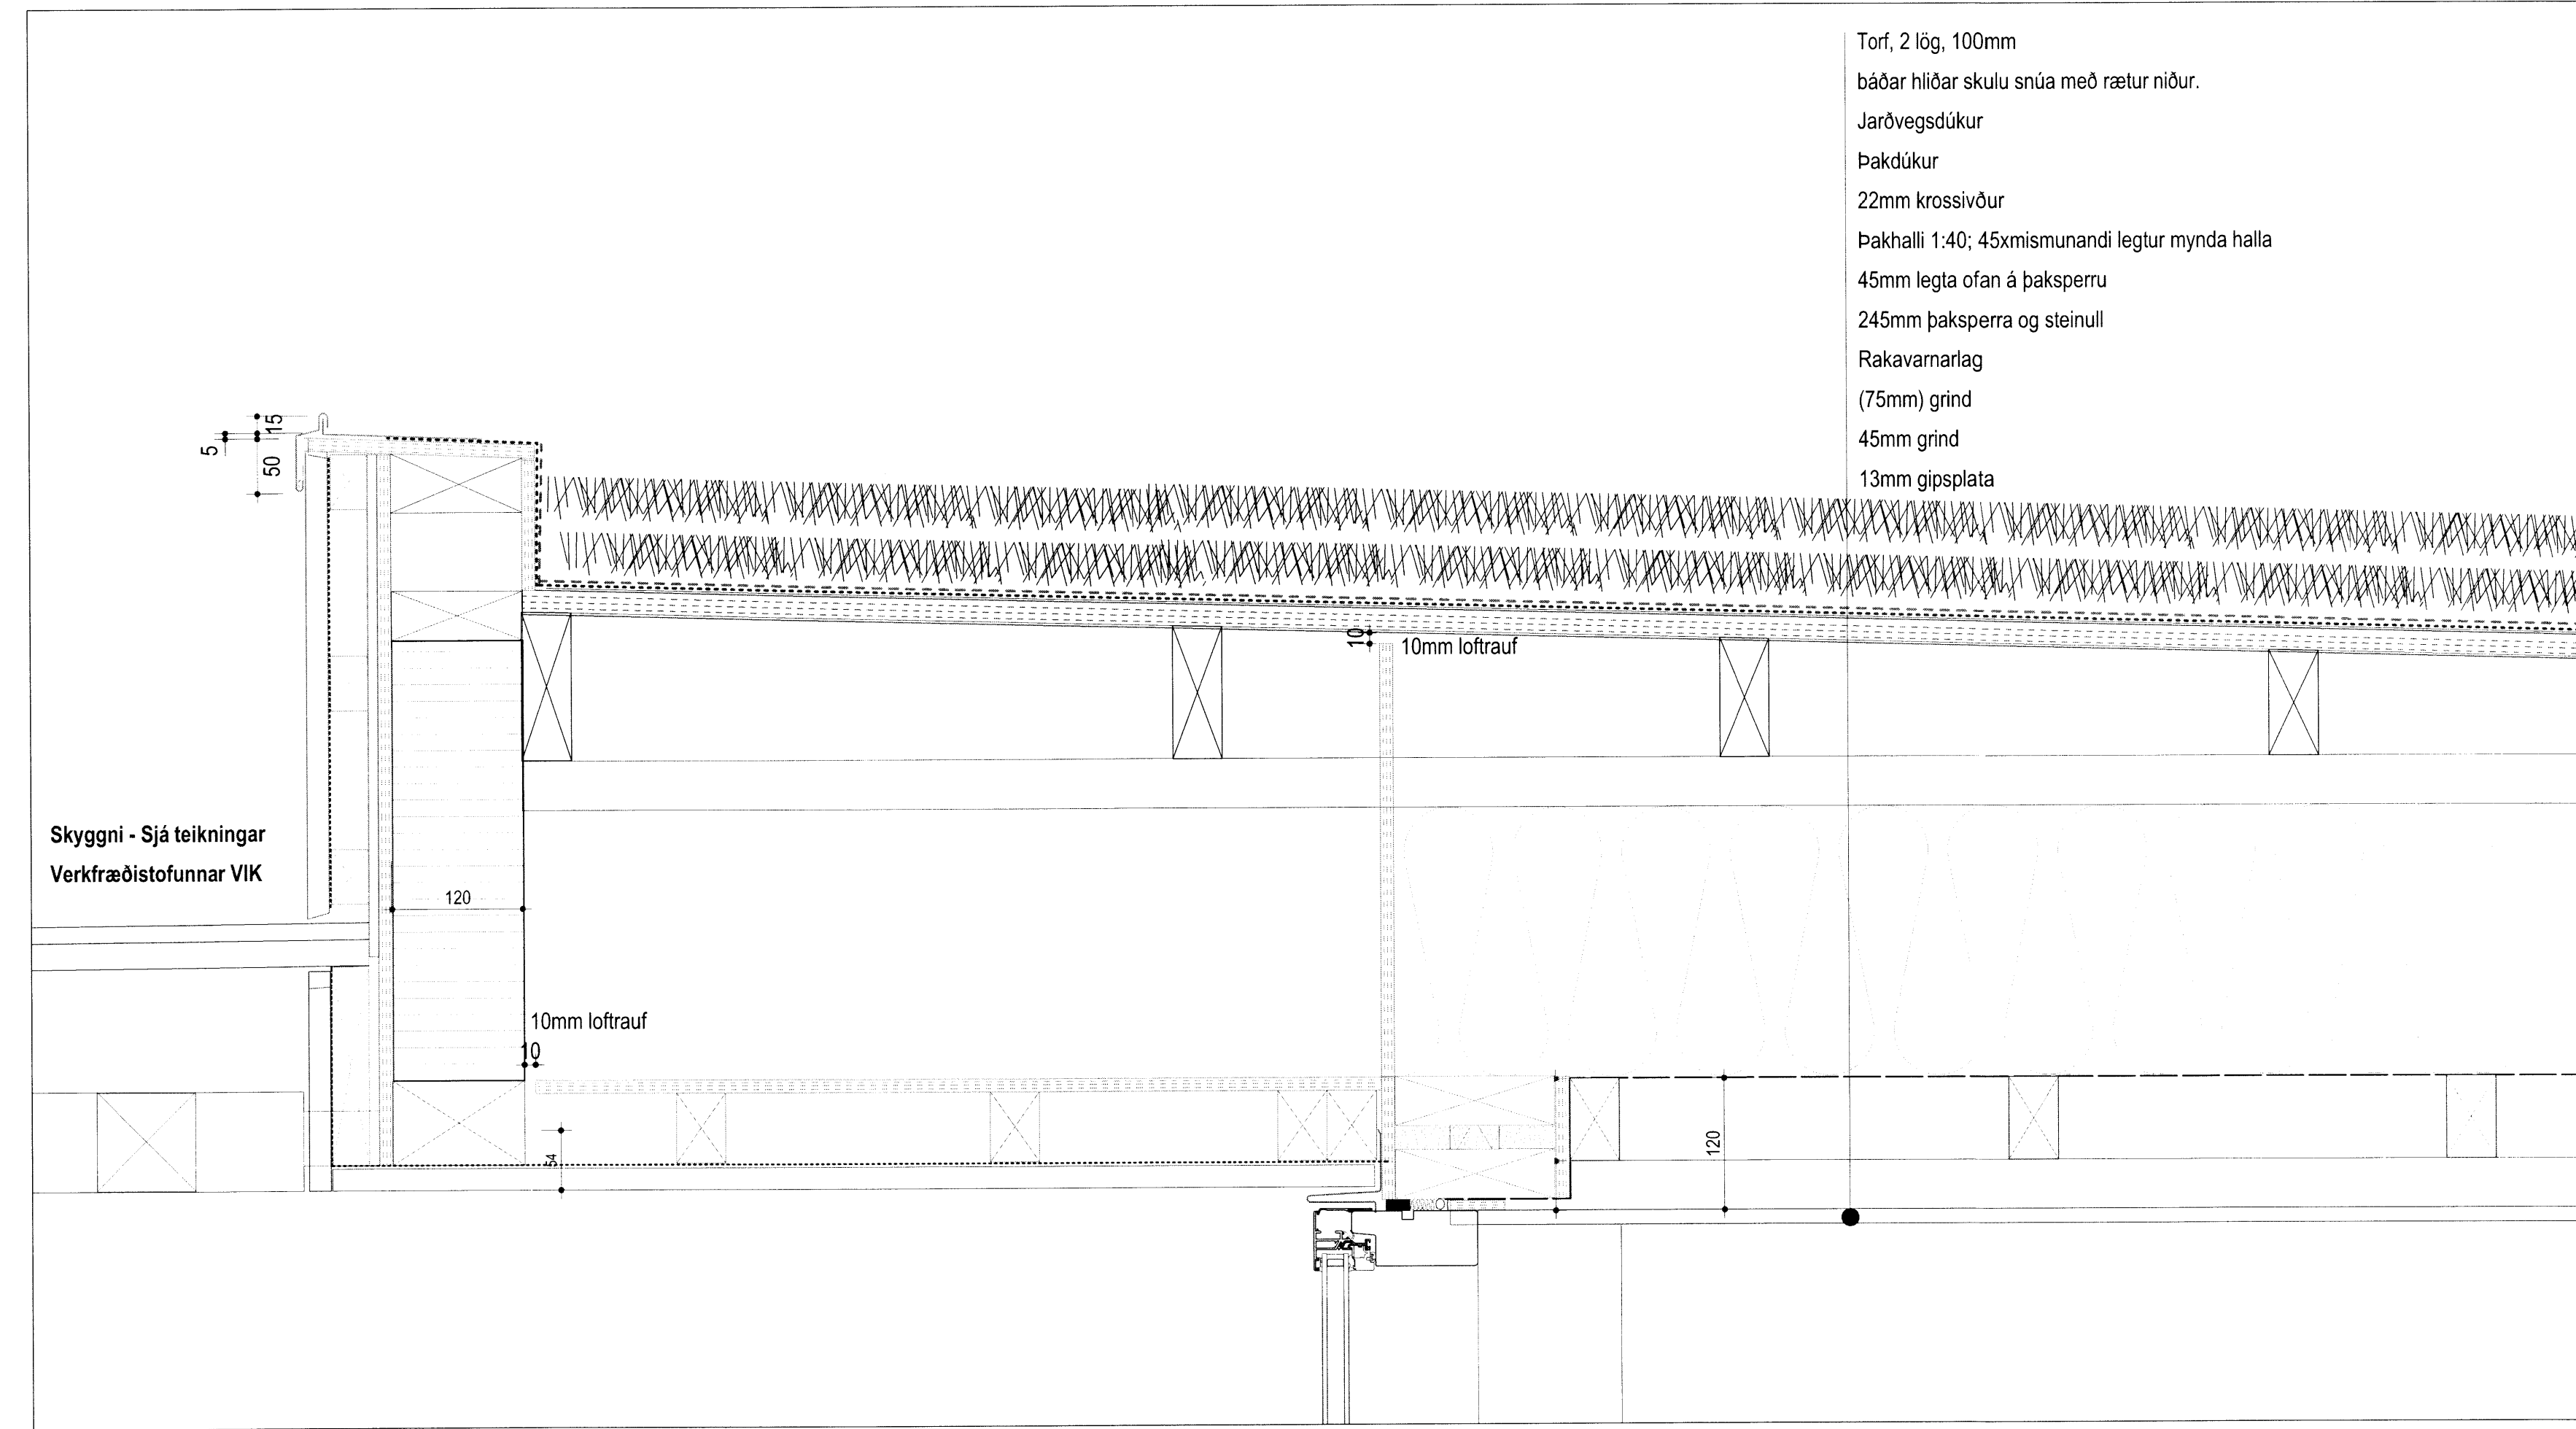 Torf, 2 lög, 100mm
báðar hliðar skulu snúa með rætur niður.
Jarðvegsdúkur
Þakdúkur
22mm krossivður
Þakhalli 1:40; 45xmismunandi legtur mynda halla
45mm legta ofan á þaksperru
245mm þaksperra og steinull
Rakavarnarlag
(75mm) grind
45mm grind
13mm gipsplata
15
5
50
10
10mm loftrauf
Skyggni - Sjá teikningar
Verkfræðistofunnar VIK
120
10mm loftrauf
10
54
120